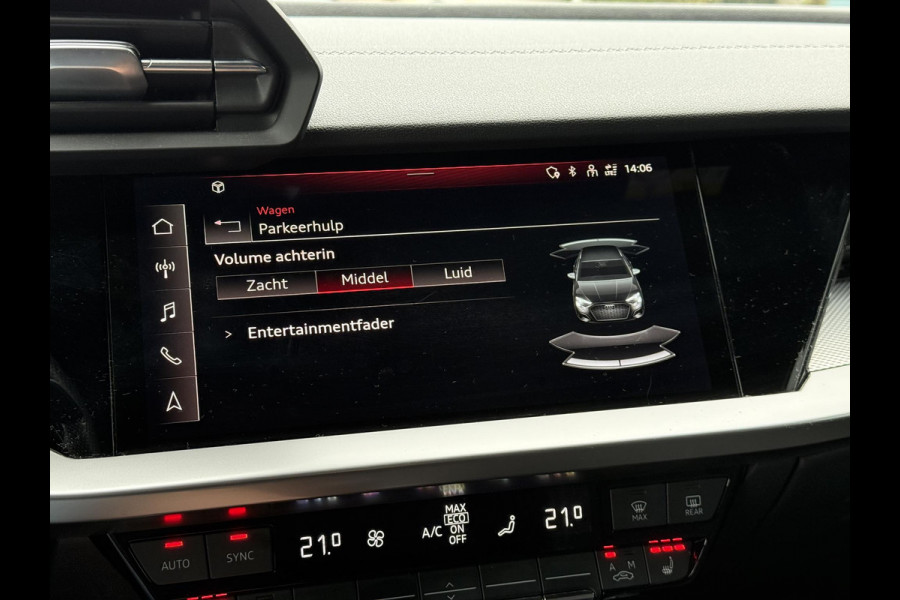 14:06
Wagen
Parkeerhulp
Volume achterin
Zacht Middel Luid
> Entertainmentfader
AUTO SYNC 21.0 A/C MAX
ECO
ON
OFF
21.0 MAX REAR
A M